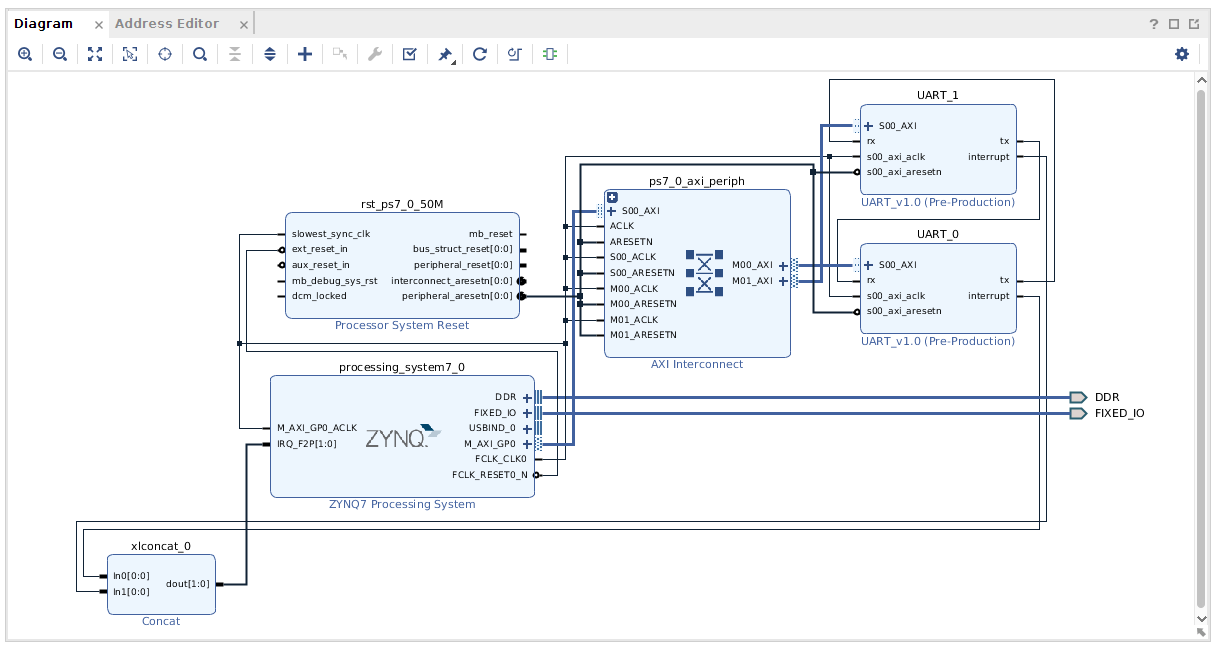 Diagram × Address Editor × ?
UART_1
S00_AXI
rx tx
s00_axi_aclk interrupt
s00_axi_aresetn
UART_v1.0 (Pre-Production)
ps7_0_axi_periph
S00_AXI
ACLK
ARESETN
S00_ACLK
S00_ARESETN M00_AXI
M00_ACLK M01_AXI
M00_ARESETN
M01_ACLK
M01_ARESETN
AXI Interconnect
rst_ps7_0_50M
slowest_sync_clk mb_reset
ext_reset_in bus_struct_reset[0:0]
aux_reset_in peripheral_reset[0:0]
mb_debug_sys_rst interconnect_aresetn[0:0]
dcm_locked peripheral_aresetn[0:0]
Processor System Reset
UART_0
S00_AXI
rx tx
s00_axi_aclk interrupt
s00_axi_aresetn
UART_v1.0 (Pre-Production)
processing_system7_0
DDR
FIXED_IO
USBIND_0
M_AXI_GP0_ACLK M_AXI_GP0
IRQ_F2P[1:0] FCLK_CLK0
FCLK_RESET0_N
ZYNQ.
ZYNQ7 Processing System
DDR
FIXED_IO
xlconcat_0
In0[0:0] dout[1:0]
In1[0:0]
Concat